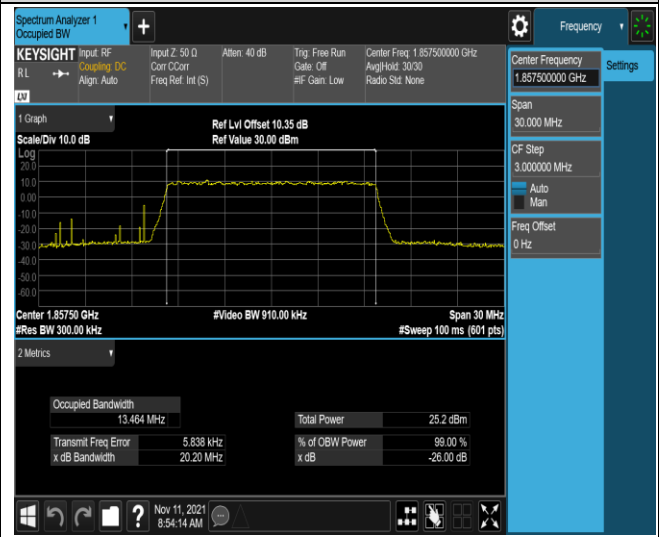 Spectrum Analyzer 1
Occupied BW
Frequency
KEYSIGHT
RL
LXI
Input: RF
Coupling: DC
Align: Auto
Input Z: 50 Ω
Corr CCorr
Freq Ref: Int (S)
Atten: 40 dB
Trig: Free Run
Gate: Off
#IF Gain: Low
Center Freq: 1.857500000 GHz
Avg|Hold: 30/30
Radio Std: None
Center Frequency
1.857500000 GHz
Settings
Span
30.000 MHz
CF Step
3.000000 MHz
Auto
Man
Freq Offset
0 Hz
1 Graph
Scale/Div 10.0 dB
Ref Lvl Offset 10.35 dB
Ref Value 30.00 dBm
Log
20.0
10.0
0.00
-10.0
-20.0
-30.0
-40.0
-50.0
-60.0
Center 1.85750 GHz
#Video BW 910.00 kHz
Span 30 MHz
#Res BW 300.00 kHz
#Sweep 100 ms (601 pts)
2 Metrics
Occupied Bandwidth
13.464 MHz
Total Power 25.2 dBm
Transmit Freq Error 5.838 kHz
% of OBW Power 99.00 %
x dB Bandwidth 20.20 MHz
x dB -26.00 dB
?
Nov 11, 2021
8:54:14 AM